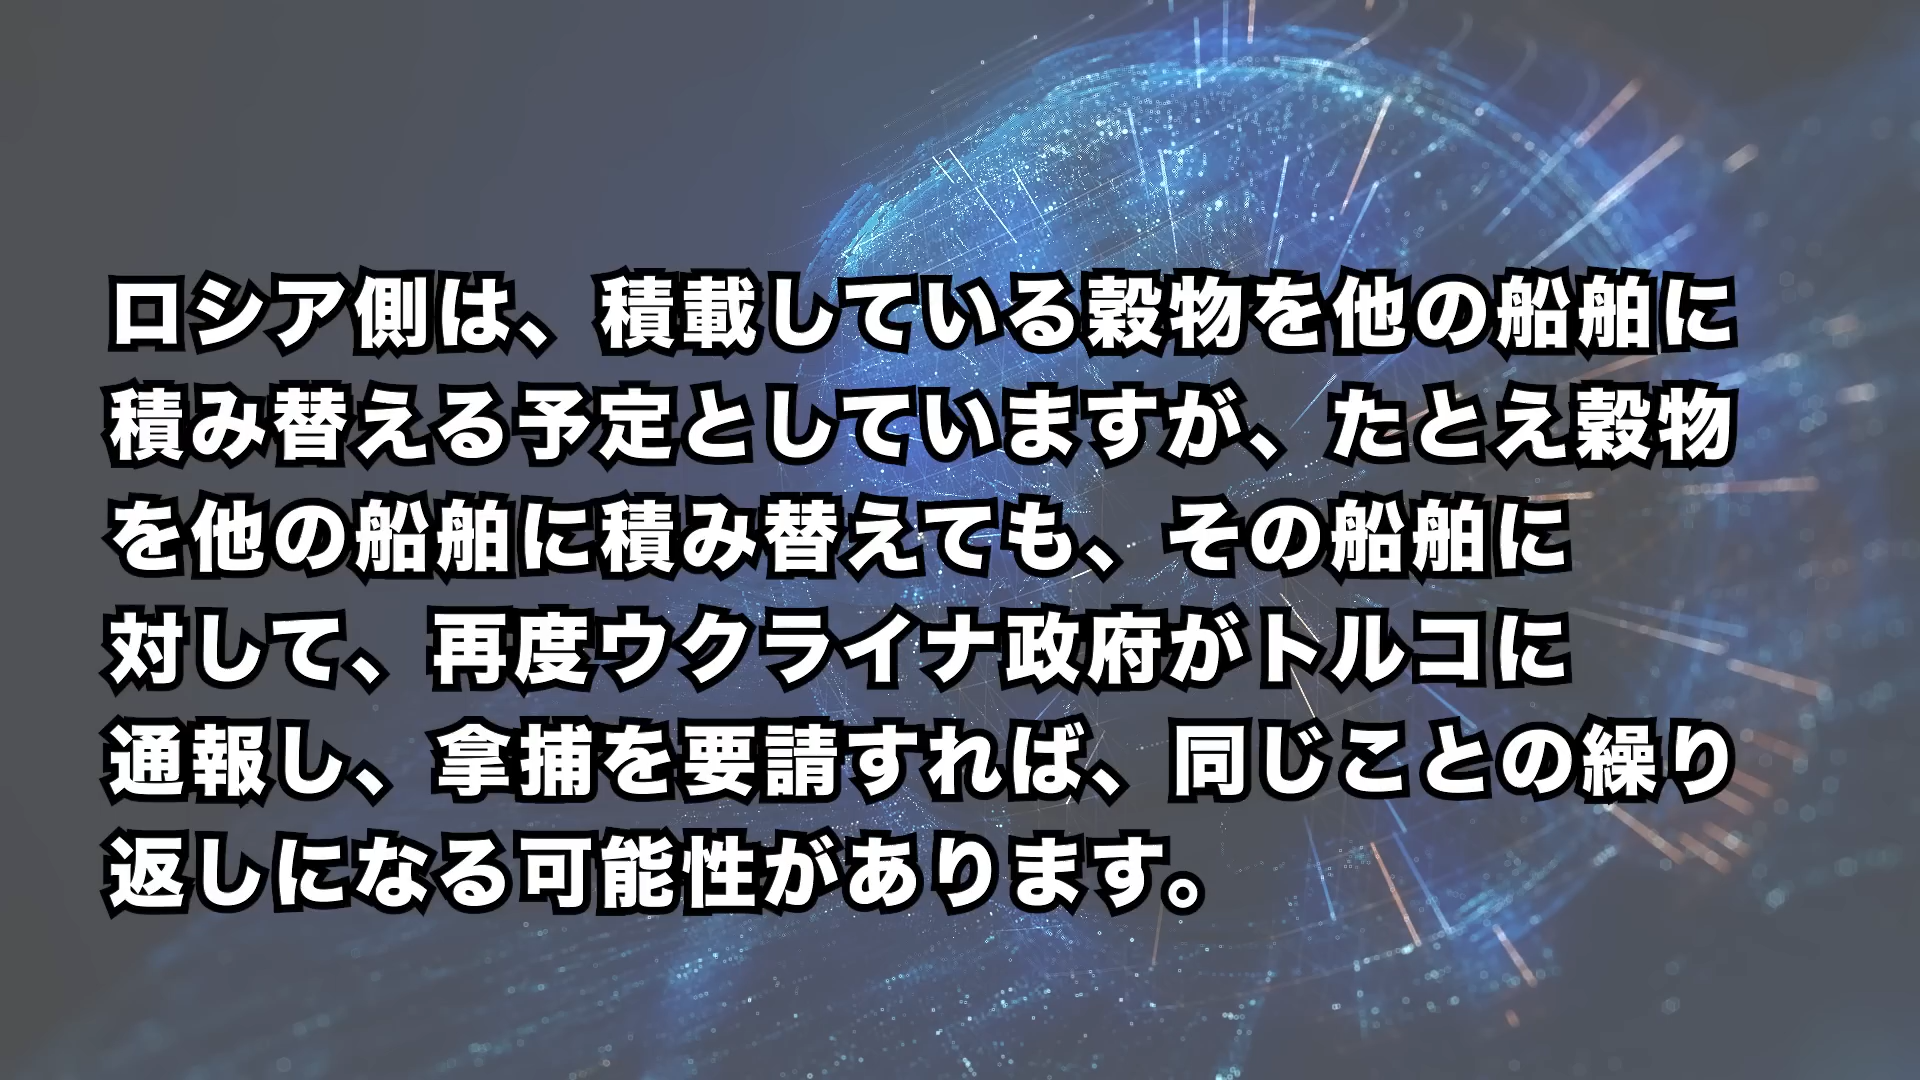 ロシア側は、積載している穀物を他の船舶に
積み替える予定としていますが、たとえ穀物
を他の船舶に積み替えても、その船舶に
対して、再度ウクライナ政府がトルコに
通報し、拿捕を要請すれば、同じことの繰り
返しになる可能性があります。